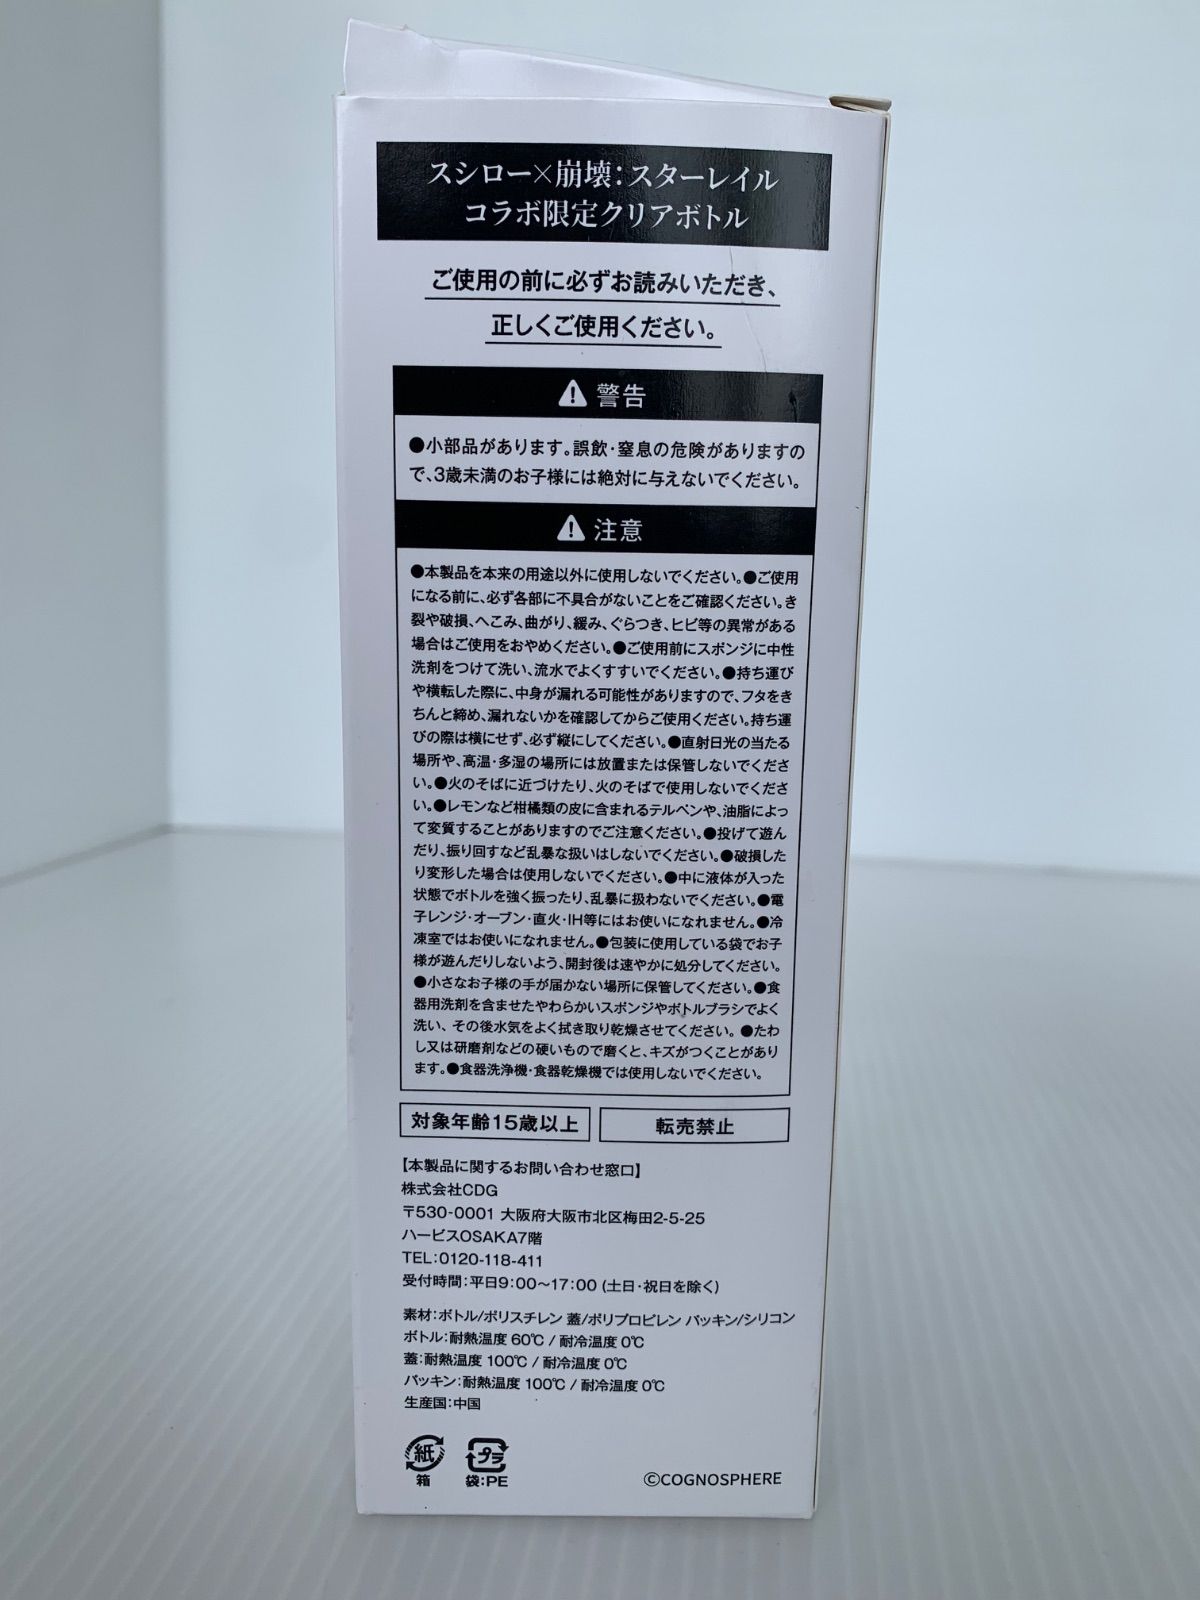 スシロー×崩壊：スターレイル
コラボ限定クリアボトル
ご使用の前に必ずお読みいただき、
正しくご使用ください。
警告
●小部品があります。誤飲・窒息の危険がありますの
で、3歳未満のお子様には絶対に与えないでください。
注意
●本製品を本来の用途以外に使用しないでください。●ご使用
になる前に、必ず各部に不具合がないことをご確認ください。き
裂や破損、へこみ、曲がり、緩み、ぐらつき、ヒビ等の異常がある
場合はご使用をおやめください。●ご使用前にスポンジに中性
洗剤をつけて洗い、流水でよくすすいでください。●持ち運び
や横転した際に、中身が漏れる可能性がありますので、フタをき
ちんと締め、漏れないかを確認してからご使用ください。持ち運
びの際は横にせず、必ず縦にしてください。●直射日光の当たる
場所や、高温・多湿の場所には放置または保管しないでくださ
い。●火のそばに近づけたり、火のそばで使用しないでくださ
い。●レモンなど柑橘類の皮に含まれるテルペンや、油脂によっ
て変質することがありますのでご注意ください。●投げて遊ん
だり、振り回すなど乱暴な扱いはしないでください。●破損した
り変形した場合は使用しないでください。●中に液体が入った
状態でボトルを強く振ったり、乱暴に扱わないでください。●電
子レンジ・オーブン・直火・IH等にはお使いになれません。●冷
凍室ではお使いになれません。●包装に使用している袋でお子
様が遊んだりしないよう、開封後は速やかに処分してください。
●小さなお子様の手が届かない場所に保管してください。●食
器用洗剤を含ませたやわらかいスポンジやボトルブラシでよく
洗い、その後水気をよく拭き取り乾燥させてください。●たわ
し又は研磨剤などの硬いもので磨くと、キズがつくことがあり
ます。●食器洗浄機・食器乾燥機では使用しないでください。
対象年齢15歳以上
転売禁止
【本製品に関するお問い合わせ窓口】
株式会社CDG
〒530-0001 大阪府大阪市北区梅田2-5-25
ハービスOSAKA7階
TEL：0120-118-411
受付時間：平日9:00～17:00 (土日・祝日を除く)
素材：ボトル/ポリスチレン 蓋/ポリプロピレン パッキン/シリコン
ボトル：耐熱温度 60℃ / 耐冷温度 0℃
蓋：耐熱温度 100℃ / 耐冷温度 0℃
パッキン：耐熱温度 100℃ / 耐冷温度 0℃
生産国：中国
紙
箱
プラ
袋：PE
©COGNOSPHERE